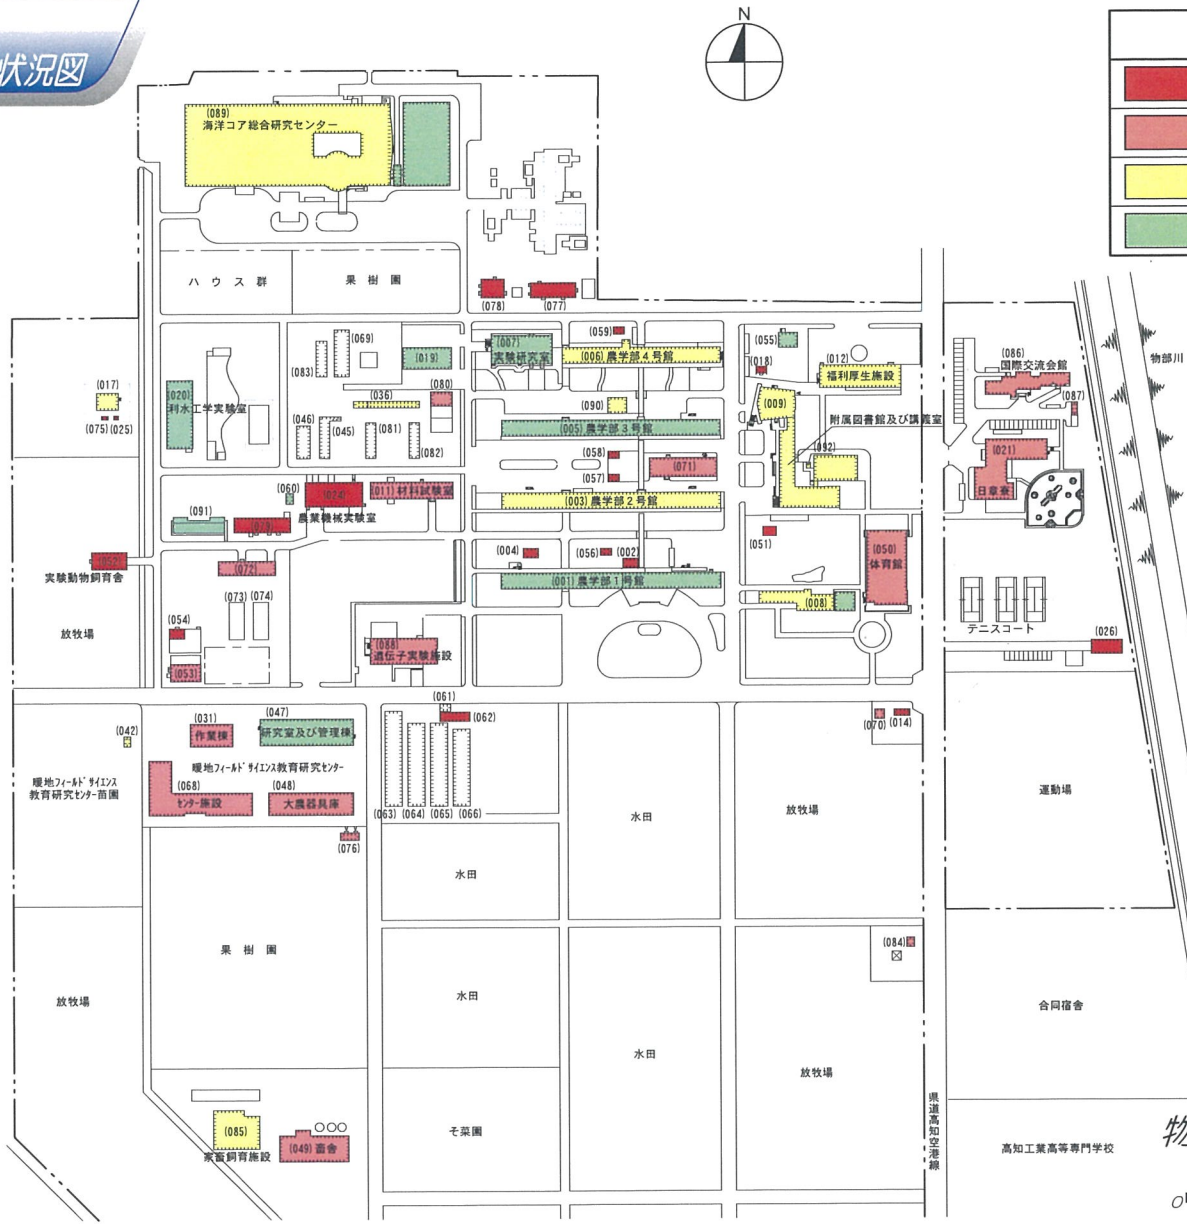 状況図
N
(089)
海洋コア総合研究センター
ハウス群
果樹園
(078)
(077)
(059)
(007)
実験研究室
(006) 農学部4号館
(055)
(018)
(012)
福利厚生施設
(086)
国際交流会館
(087)
物部川
(069)
(083)
(019)
(080)
(036)
(020)
利水工学実験室
(017)
(075)
(025)
(046)
(045)
(081)
(082)
(090)
(009)
附属図書館及び講義室
(005) 農学部3号館
(092)
(021)
日章寮
(058)
(057)
(071)
(060)
(024)
農業機械実験室
(011) 材料試験室
(003) 農学部2号館
(091)
(079)
(051)
(050)
体育館
(052)
実験動物飼育舎
(072)
(004)
(056)
(002)
(001) 農学部1号館
(008)
テニスコート
(026)
(073)
(074)
(054)
(053)
放牧場
(088)
遺伝子実験施設
(061)
(062)
(070)
(014)
(042)
(031)
作業棟
(047)
研究室及び管理棟
暖地フィールドサイエンス教育研究センター
暖地フィールドサイエンス
教育研究センター苗圃
(068)
センター施設
(048)
大農器具庫
(063)
(064)
(065)
(066)
(076)
水田
放牧場
運動場
水田
(084)
果樹園
放牧場
水田
水田
放牧場
合同宿舎
県道高知空港線
(085)
家畜飼育施設
(049) 畜舎
そ菜園
高知工業高等専門学校
物